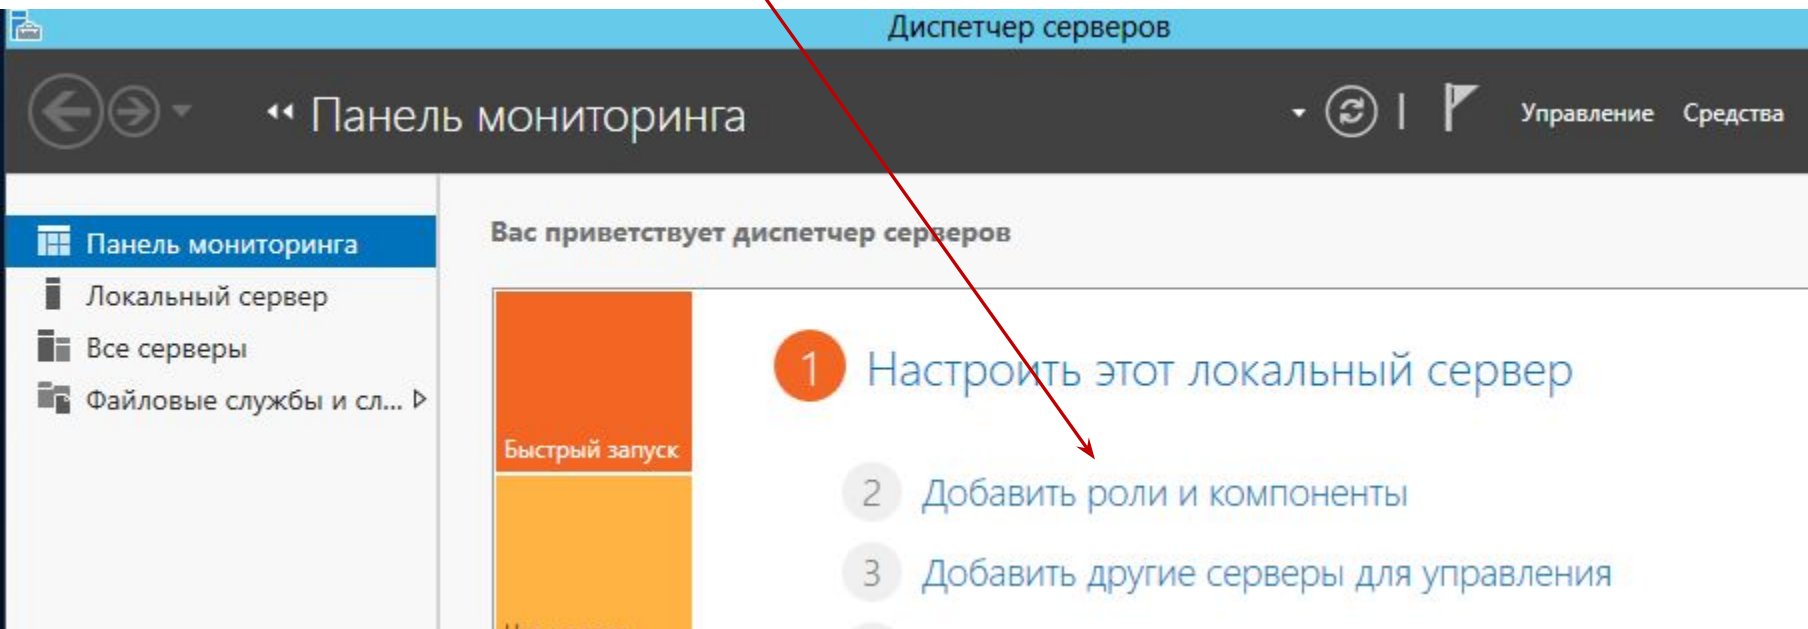 Диспетчер серверов
Панель мониторинга
Управление Средства
Панель мониторинга
Локальный сервер
Все серверы
Файловые службы и сл...
Вас приветствует диспетчер серверов
Быстрый запуск
1 Настроить этот локальный сервер
2 Добавить роли и компоненты
3 Добавить другие серверы для управления